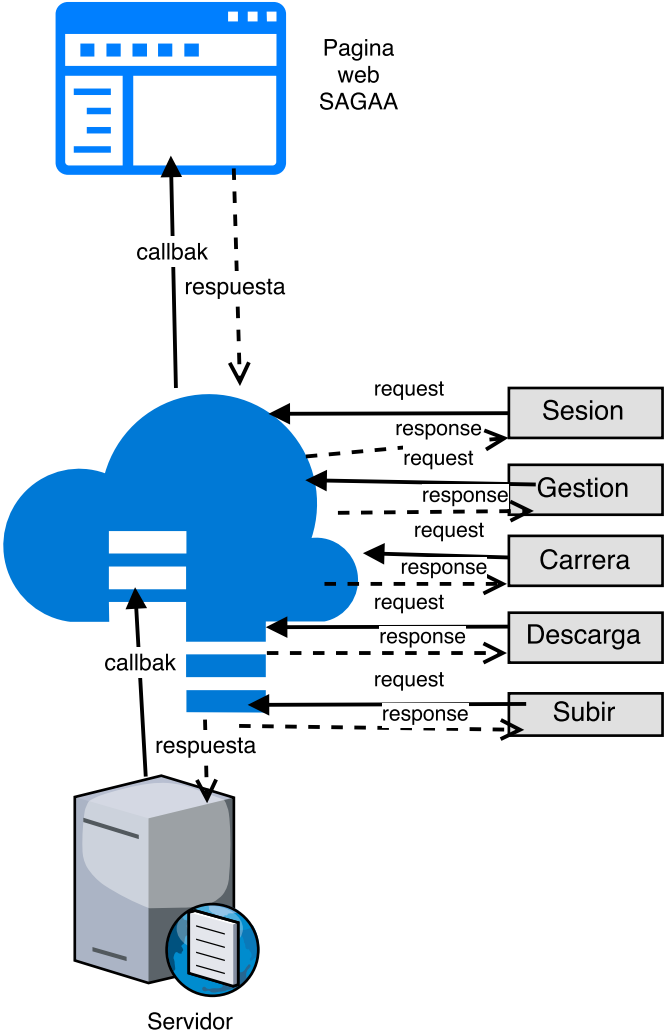 Pagina
web
SAGAA
callbak
respuesta
request
Sesion
response
request
Gestion
response
request
Carrera
response
request
Descarga
response
request
Subir
response
callbak
respuesta
Servidor